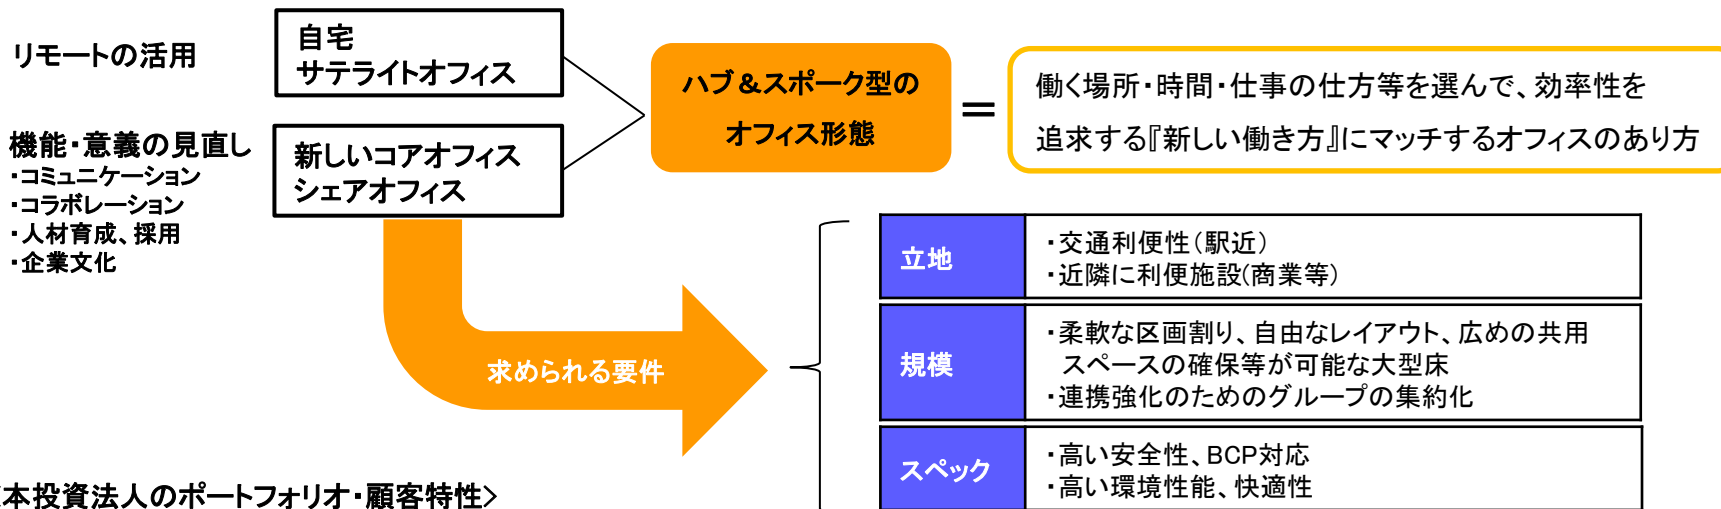 リモートの活用
自宅
サテライトオフィス
機能・意義の見直し
・コミュニケーション
・コラボレーション
・人材育成、採用
・企業文化
新しいコアオフィス
シェアオフィス
ハブ&スポーク型の
オフィス形態
=
働く場所・時間・仕事の仕方等を選んで、効率性を
追求する『新しい働き方』にマッチするオフィスのあり方
求められる要件
立地
・交通利便性(駅近)
・近隣に利便施設(商業等)
規模
・柔軟な区画割り、自由なレイアウト、広めの共用
スペースの確保等が可能な大型床
・連携強化のためのグループの集約化
スペック
・高い安全性、BCP対応
・高い環境性能、快適性
本投資法人のポートフォリオ・顧客特性>